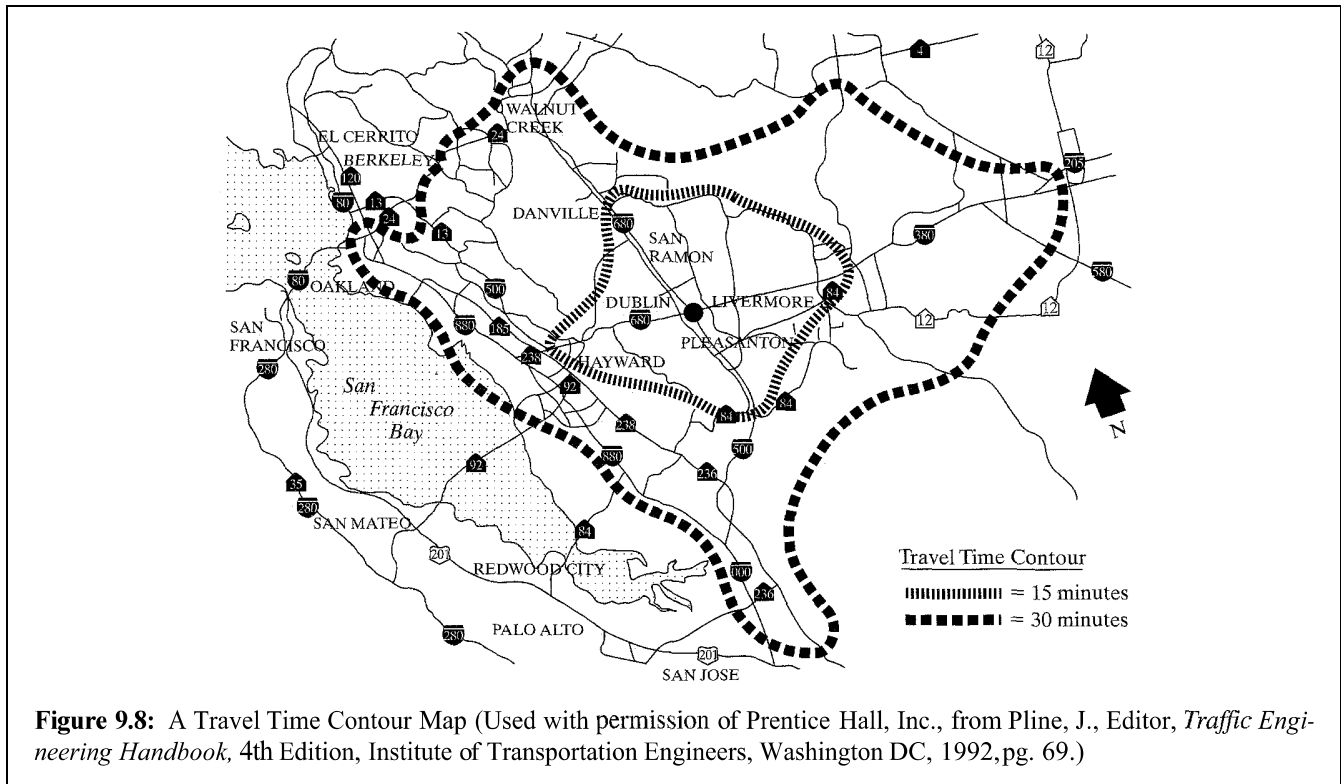 4
12
WALNUT
CREEK
24
EL CERRITO
BERKELEY
120
205
13
80
24
13
DANVILLE
680
SAN
RAMON
380
580
80
OAKLAND
500
DUBLIN
LIVERMORE
84
12
12
880
185
680
SAN
FRANCISCO
PLEASANTON
238
HAYWARD
280
92
San
Francisco
Bay
84
84
238
N
880
500
92
236
35
280
SAN MATEO
84
201
Travel Time Contour
REDWOOD CITY
236
= 15 minutes
= 30 minutes
280
PALO ALTO
201
SAN JOSE
Figure 9.8: A Travel Time Contour Map (Used with permission of Prentice Hall, Inc., from Pline, J., Editor, Traffic Engi-
neering Handbook, 4th Edition, Institute of Transportation Engineers, Washington DC, 1992, pg. 69.)